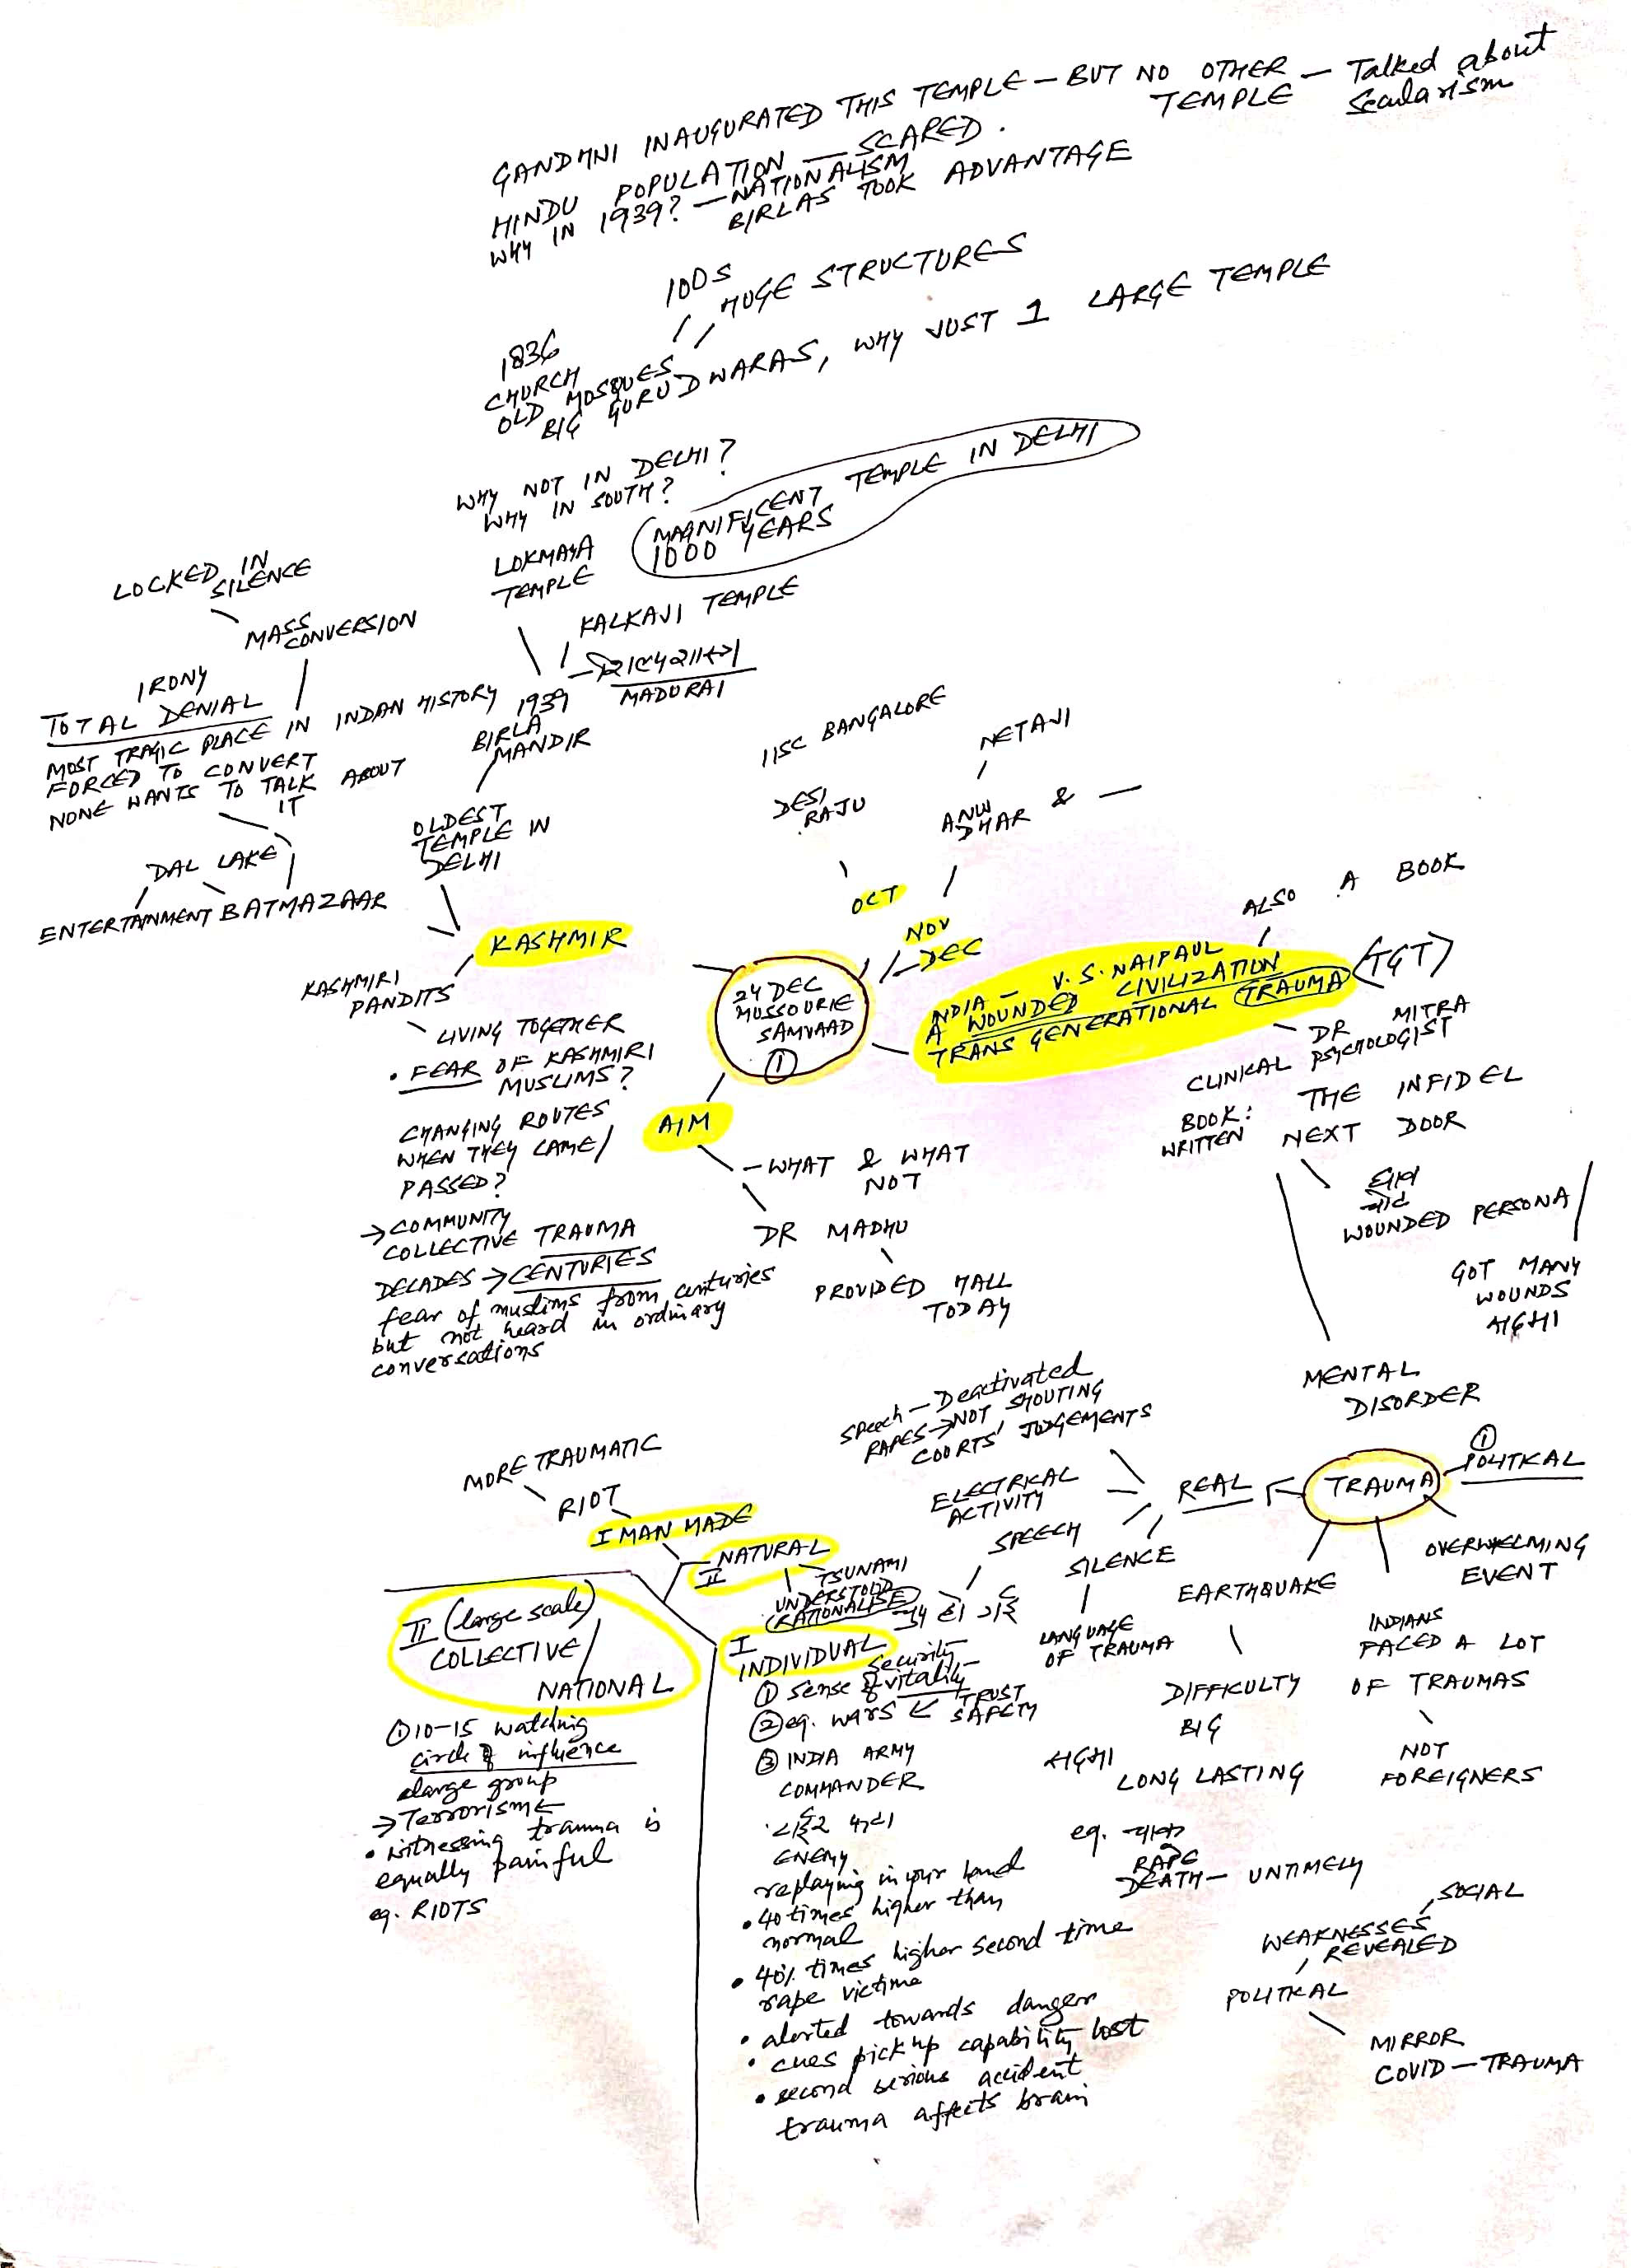 GANDHNI INAUGURATED THIS TEMPLE – BUT NO OTHER TEMPLE – Talked about Secularism
HINDU POPULATION – SCARED.
WHY IN 1939? – NATIONALISM
BIRLAS TOOK ADVANTAGE
100S
HUGE STRUCTURES
1836
CHURCH
OLD MOSQUES
BIG GURUDWARAS, WHY JUST 1 LARGE TEMPLE
WHY NOT IN DELHI?
WHY IN SOUTH?
MAGNIFICENT TEMPLE IN DELHI
1000 YEARS
TEMPLE
KALKAJI TEMPLE
MADURAI
1939
BIRLA
MANDIR
OLDEST
TEMPLE IN
DELHI
LOCKED IN
SILENCE
MASS
CONVERSION
IRONY
TOTAL DENIAL
MOST TRAGIC PLACE IN INDAN HISTORY
FORCED TO CONVERT
NONE WANTS TO TALK ABOUT
IT
DAL LAKE
ENTERTAINMENT
BATMAZAAR
KASHMIR
KASHMIRI
PANDITS
LIVING TOGETHER
• FEAR OF KASHMIRI
MUSLIMS?
CHANGING ROUTES
WHEN THEY CAME/
PASSED?
→ COMMUNITY
COLLECTIVE TRAUMA
DECADES → CENTURIES
fear of muslims from centuries
but not heard in ordinary
conversations
IISC BANGALORE
DESI
RAJU
OCT
NETAJI
ANUJ
DHAR & —
NOV
– DEC
24 DEC
MUSSOURIE
SAMVAAD
①
AIM
– WHAT & WHAT
NOT
DR MADHU
PROVIDED HALL
TODAY
ALSO A BOOK
INDIA – V.S. NAIPAUL
A WOUNDED CIVILIZATION
TRANS GENERATIONAL TRAUMA (TGT)
– DR MITRA
CLINICAL PSYCHOLOGIST
BOOK: THE INFIDEL
WRITTEN NEXT DOOR
घाव
चोट
WOUNDED PERSONA
GOT MANY
WOUNDS
MENTAL
DISORDER
TRAUMA
① POLITICAL
OVERWHELMING
EVENT
INDIANS
FACED A LOT
OF TRAUMAS
NOT
FOREIGNERS
EARTHQUAKE
DIFFICULTY
BIG
LONG LASTING
eg.
RAPE
DEATH – UNTIMELY
REAL
Speech – Deactivated
RAPES → NOT SHOUTING
COURTS' JUDGEMENTS
ELECTRICAL
ACTIVITY
SPEECH
SILENCE
LANGUAGE
OF TRAUMA
MORE TRAUMATIC
RIOT
I MAN MADE
NATURAL
II
TSUNAMI
UNDERSTOOD
RATIONALISE
II (large scale)
COLLECTIVE/
NATIONAL
① 10-15 watching
circle of influence
large group
→ Terrorism ←
• witnessing trauma is
equally painful
eg. RIOTS
I
INDIVIDUAL
security
① sense of vitality –
② eg. wars ← TRUST
SAFETY
③ INDIA ARMY
COMMANDER
ENEMY
replaying in your head
• 40 times higher than
normal
• 40% times higher second time
rape victims
• alerted towards danger
• cues pick up capability lost
• second serious accident
trauma affects brain
SOCIAL
WEAKNESSES
REVEALED
POLITICAL
MIRROR
COVID – TRAUMA